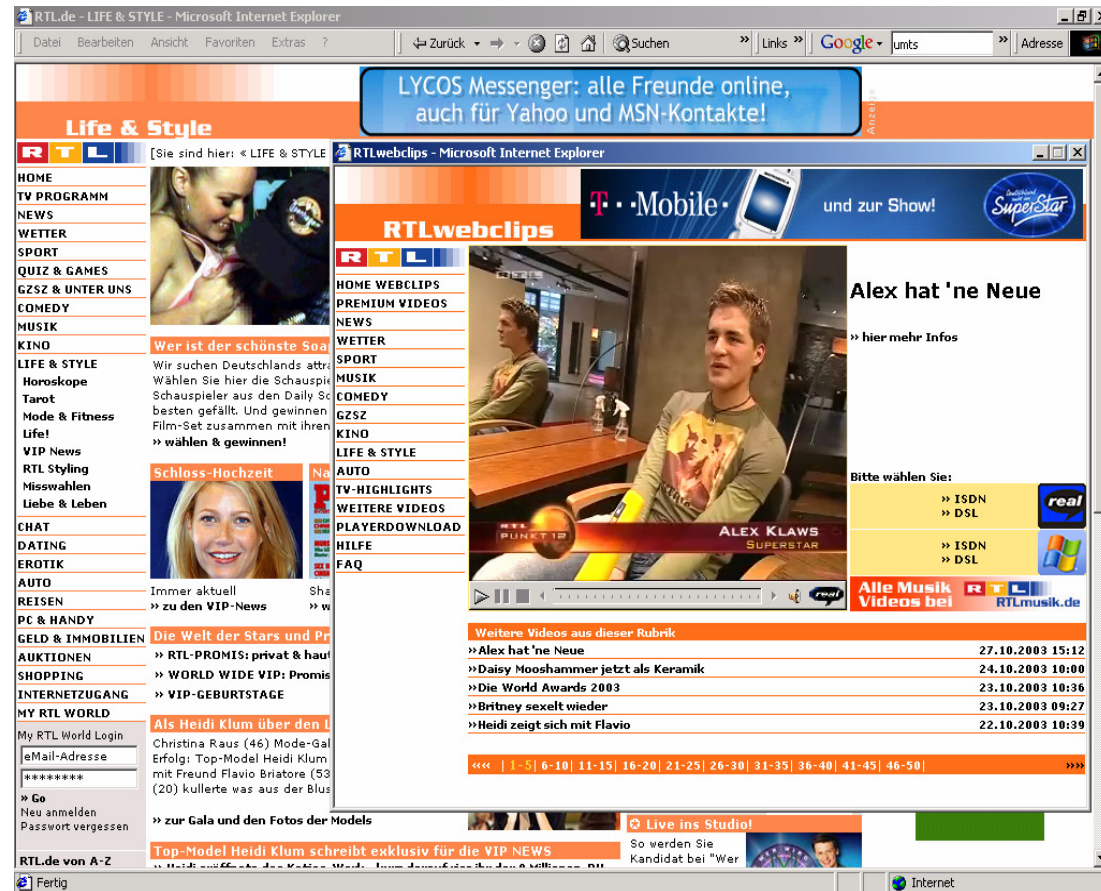 RTL.de - LIFE & STYLE - Microsoft Internet Explorer
Datei Bearbeiten Ansicht Favoriten Extras ?
Zurück
Suchen
»
Links »
Google
umts
»
Adresse
LYCOS Messenger: alle Freunde online,
auch für Yahoo und MSN-Kontakte!
Anzeige
Life & Style
RTL
[Sie sind hier: « LIFE & STYLE
HOME
TV PROGRAMM
NEWS
WETTER
SPORT
QUIZ & GAMES
GZSZ & UNTER UNS
COMEDY
MUSIK
KINO
LIFE & STYLE
Horoskope
Tarot
Mode & Fitness
Life!
VIP News
RTL Styling
Misswahlen
Liebe & Leben
CHAT
DATING
EROTIK
AUTO
REISEN
PC & HANDY
GELD & IMMOBILIEN
AUKTIONEN
SHOPPING
INTERNETZUGANG
MY RTL WORLD
My RTL World Login
eMail-Adresse
********
» Go
Neu anmelden
Passwort vergessen
RTL.de von A-Z
Wer ist der schönste Soa
Wir suchen Deutschlands attra
Wählen Sie hier die Schauspie
Schauspieler aus den Daily So
besten gefällt. Und gewinnen
Film-Set zusammen mit ihren
» wählen & gewinnen!
Schloss-Hochzeit
Na
Immer aktuell
» zu den VIP-News
Sha
» w
Die Welt der Stars und Pr
» RTL-PROMIS: privat & haut
» WORLD WIDE VIP: Promis
» VIP-GEBURTSTAGE
Als Heidi Klum über den L
Christina Raus (46) Mode-Gal
Erfolg: Top-Model Heidi Klum
mit Freund Flavio Briatore (53
(20) kullerte was aus der Blus
» zur Gala und den Fotos der Models
Top-Model Heidi Klum schreibt exklusiv für die VIP NEWS
Live ins Studio!
So werden Sie
Kandidat bei "Wer
RTLwebclips - Microsoft Internet Explorer
T··Mobile·
und zur Show!
Deutschland sucht den
SuperStar
RTLwebclips
RTL
HOME WEBCLIPS
PREMIUM VIDEOS
NEWS
WETTER
SPORT
MUSIK
COMEDY
GZSZ
KINO
LIFE & STYLE
AUTO
TV-HIGHLIGHTS
WEITERE VIDEOS
PLAYERDOWNLOAD
HILFE
FAQ
RTL
RTL
PUNKT 12
ALEX KLAWS
SUPERSTAR
real
Alex hat 'ne Neue
» hier mehr Infos
Bitte wählen Sie:
» ISDN
» DSL
real
» ISDN
» DSL
Alle Musik
Videos bei
RTL
RTLmusik.de
Weitere Videos aus dieser Rubrik
»Alex hat 'ne Neue 27.10.2003 15:12
»Daisy Mooshammer jetzt als Keramik 24.10.2003 10:00
»Die World Awards 2003 23.10.2003 10:36
»Britney sexelt wieder 23.10.2003 09:27
»Heidi zeigt sich mit Flavio 22.10.2003 10:39
«« | 1-5| 6-10| 11-15| 16-20| 21-25| 26-30| 31-35| 36-40| 41-45| 46-50| »»
Fertig
Internet